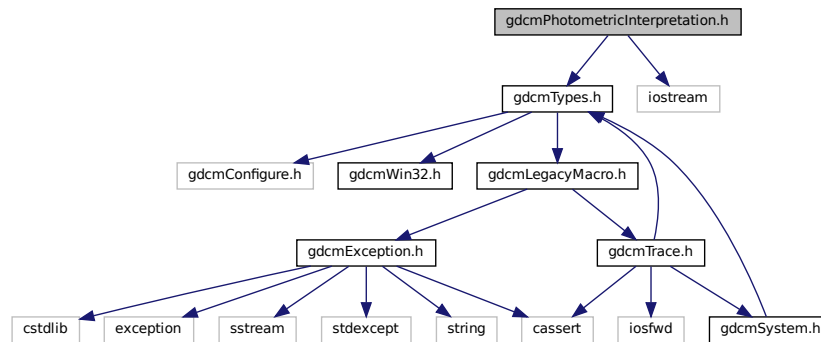 gdcmPhotometricInterpretation.h
gdcmTypes.h
iostream
gdcmConfigure.h
gdcmWin32.h
gdcmLegacyMacro.h
gdcmException.h
gdcmTrace.h
cstdlib
exception
sstream
stdexcept
string
cassert
iosfwd
gdcmSystem.h